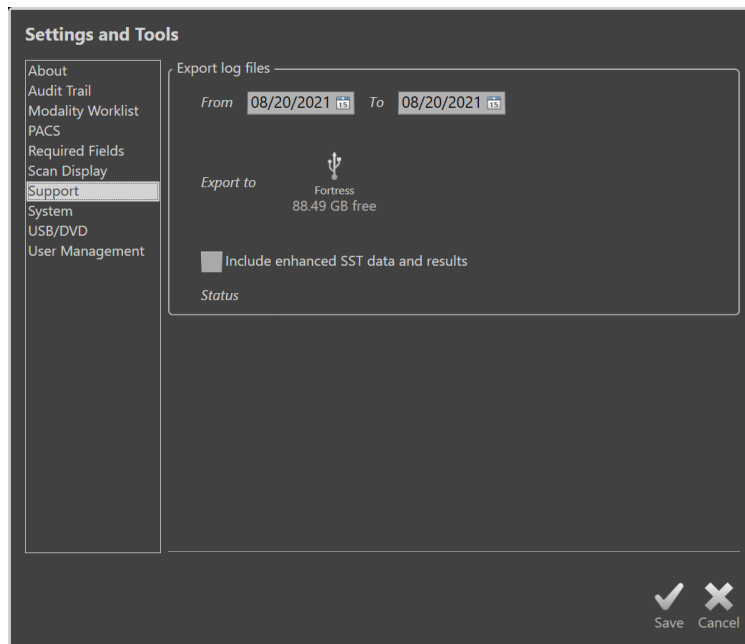 Settings and Tools
About
Audit Trail
Modality Worklist
PACS
Required Fields
Scan Display
Support
System
USB/DVD
User Management
Export log files
From 08/20/2021 15 To 08/20/2021 15
Export to
Fortress
88.49 GB free
Include enhanced SST data and results
Status
Save Cancel